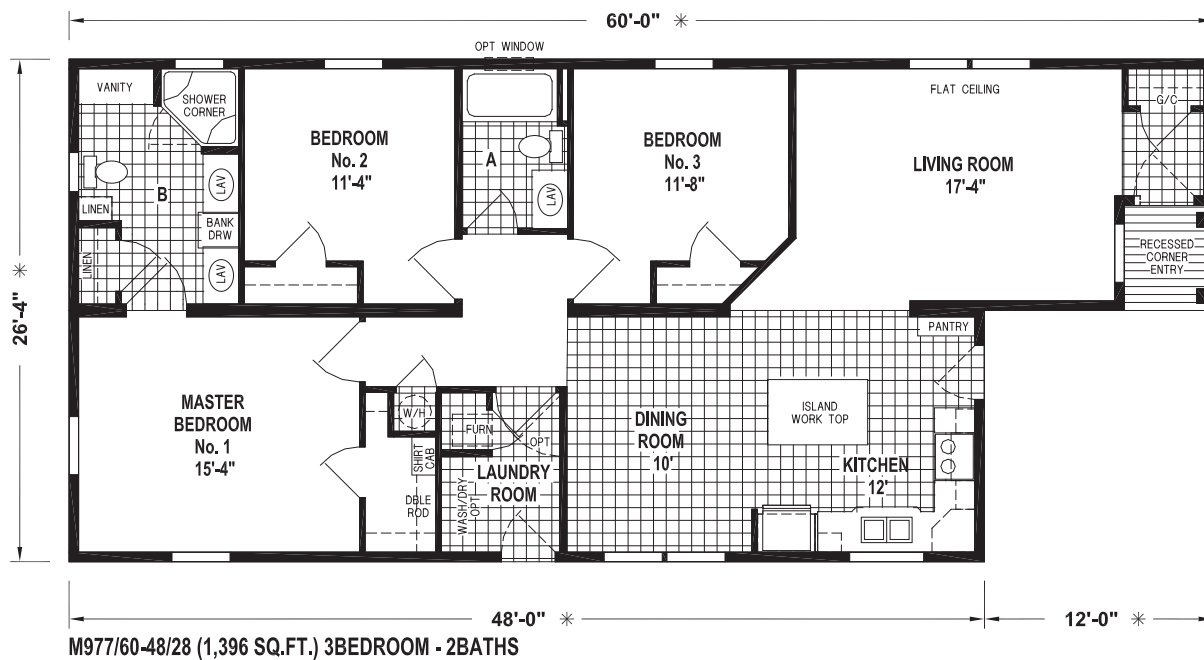 60'-0" ✳
OPT WINDOW
VANITY
SHOWER
CORNER
FLAT CEILING
G/C
BEDROOM
No. 2
11'-4"
A
BEDROOM
No. 3
11'-8"
LIVING ROOM
17'-4"
B
LAV
LAV
LINEN
BANK
DRW
LINEN
LAV
RECESSED
CORNER
ENTRY
26'-4" ✳
PANTRY
MASTER
BEDROOM
No. 1
15'-4"
W/H
FURN
OPT
ISLAND
WORK TOP
DINING
ROOM
10'
SHIRT
CAB
LAUNDRY
ROOM
KITCHEN
12'
DBLE
ROD
WASH/DRY
OPT
48'-0" ✳
12'-0" ✳
M977/60-48/28 (1,396 SQ.FT.) 3BEDROOM - 2BATHS